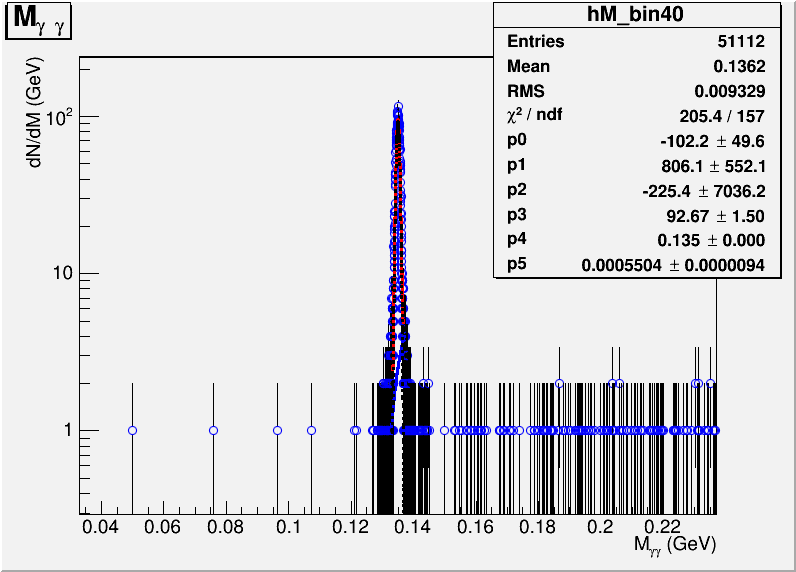 Mγ γ
hM_bin40
Entries 51112
Mean 0.1362
RMS 0.009329
χ² / ndf 205.4 / 157
p0 -102.2 ± 49.6
p1 806.1 ± 552.1
p2 -225.4 ± 7036.2
p3 92.67 ± 1.50
p4 0.135 ± 0.000
p5 0.0005504 ± 0.0000094
dN/dM (GeV)
10²
10
1
0.04 0.06 0.08 0.1 0.12 0.14 0.16 0.18 0.2 0.22
Mγγ (GeV)